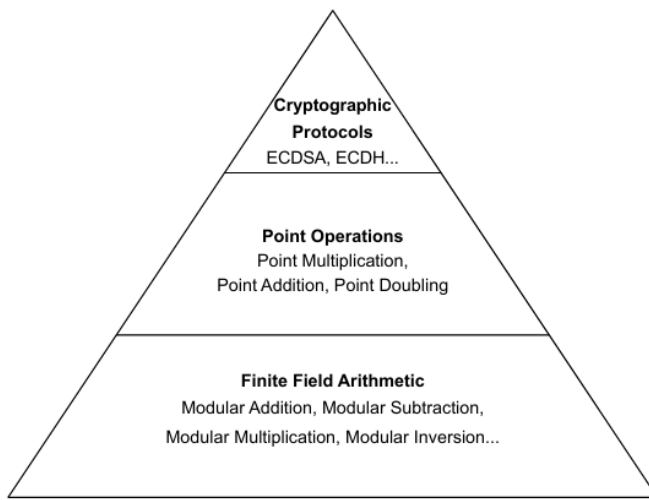 Cryptographic
Protocols
ECDSA, ECDH...
Point Operations
Point Multiplication,
Point Addition, Point Doubling
Finite Field Arithmetic
Modular Addition, Modular Subtraction,
Modular Multiplication, Modular Inversion...